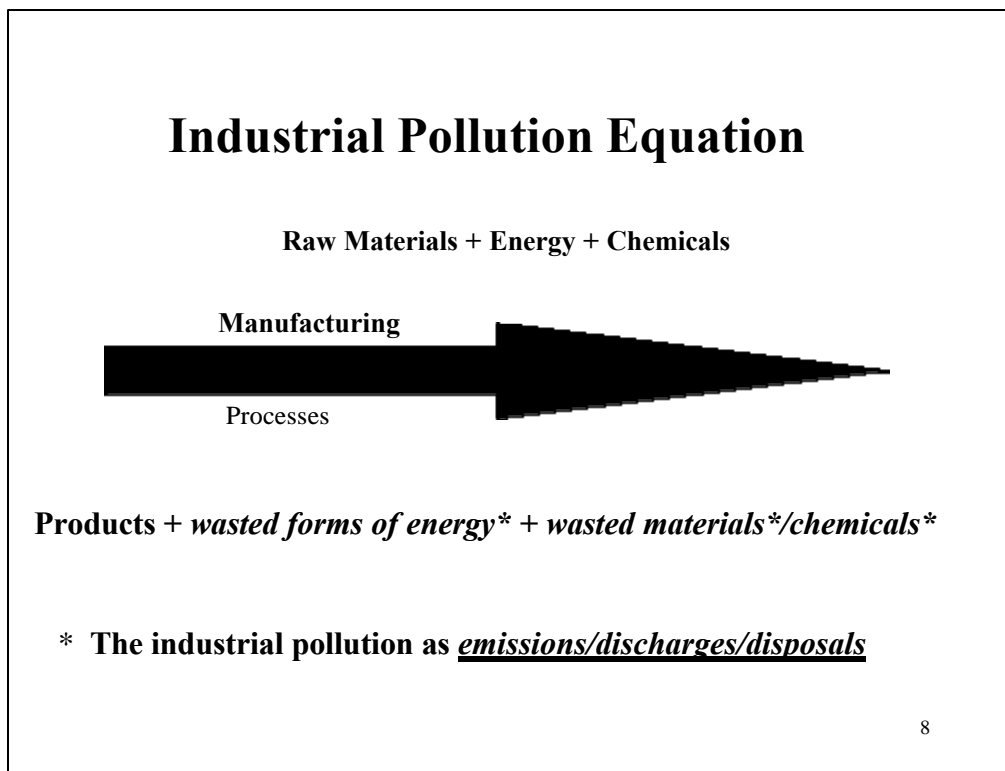 Industrial Pollution Equation
Raw Materials + Energy + Chemicals
Manufacturing
Processes
Products + wasted forms of energy* + wasted materials*/chemicals*
* The industrial pollution as emissions/discharges/disposals
8